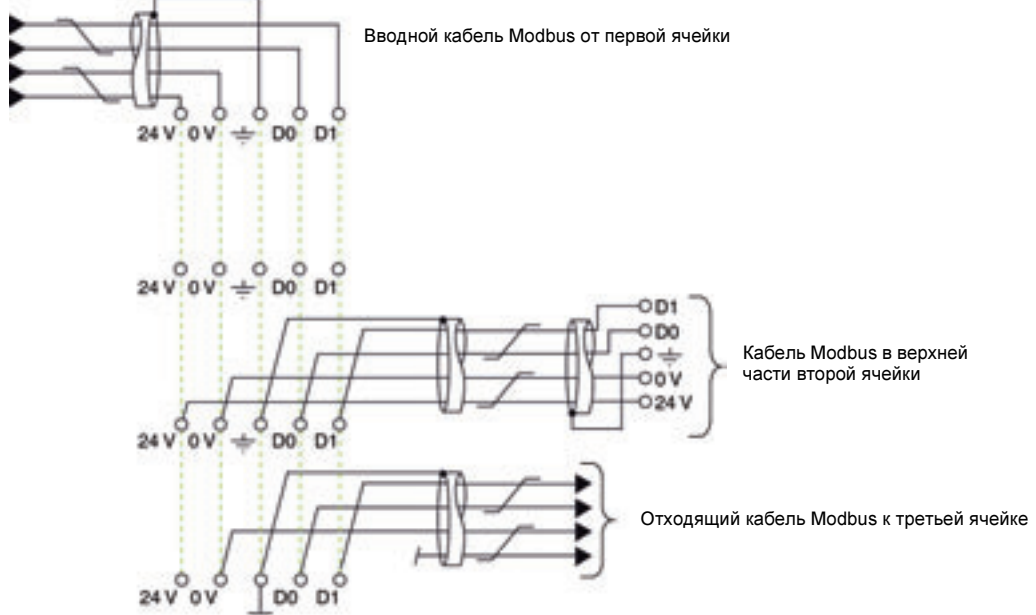 Вводной кабель Modbus от первой ячейки
24 V 0 V D0 D1
24 V 0 V D0 D1
D1
D0
0 V
24 V
Кабель Modbus в верхней
части второй ячейки
24 V 0 V D0 D1
Отходящий кабель Modbus к третьей ячейке
24 V 0 V D0 D1